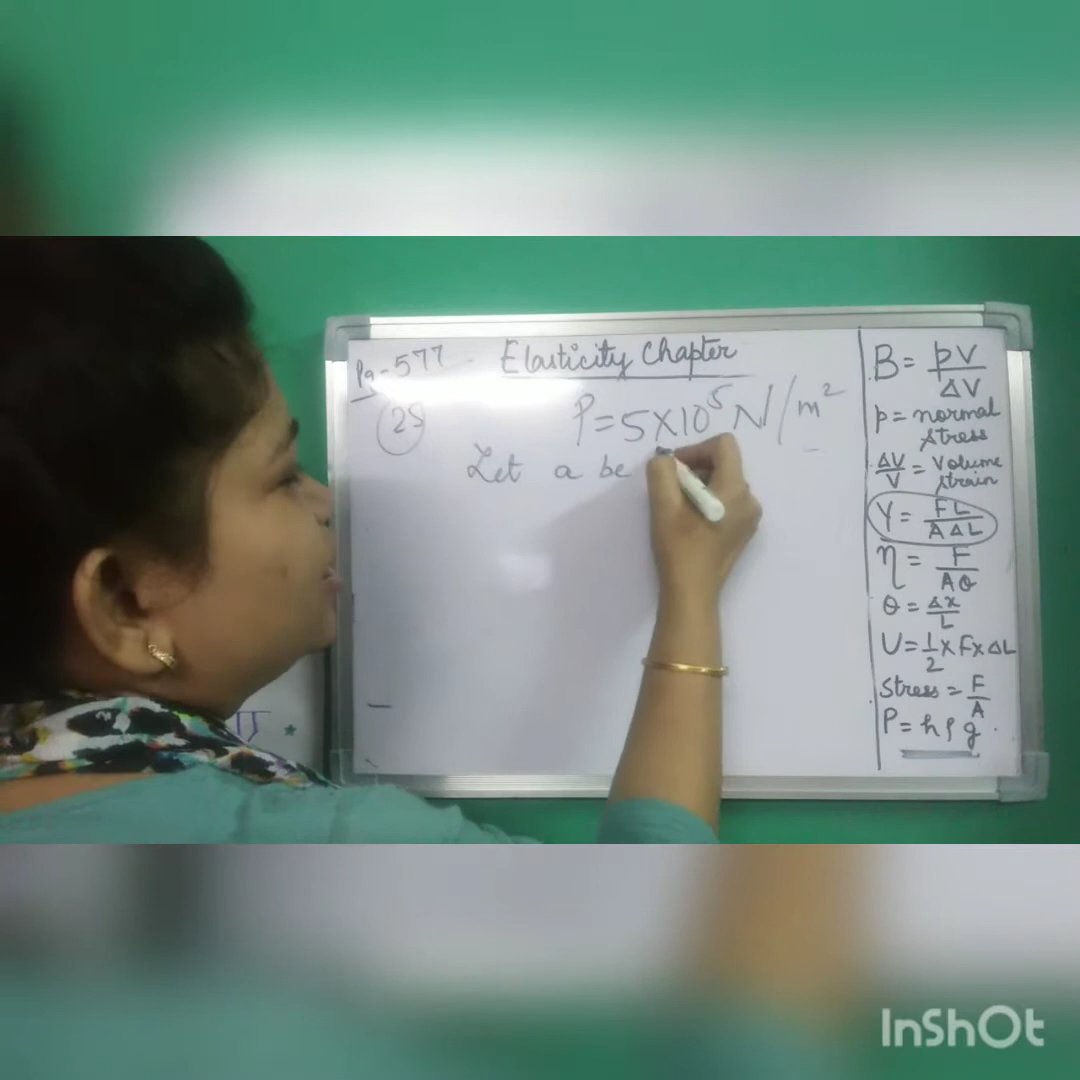 Pg-577. Elasticity Chapter
25
P=5×10⁵ N/m²
Let a be
B = pV/ΔV
p = normal
stress
ΔV/V = Volume
strain
Y = FL/AΔL
η = F/Aθ
θ = Δx/L
U = 1/2 × F × ΔL
Stress = F/A
P = hρg.
InShOt